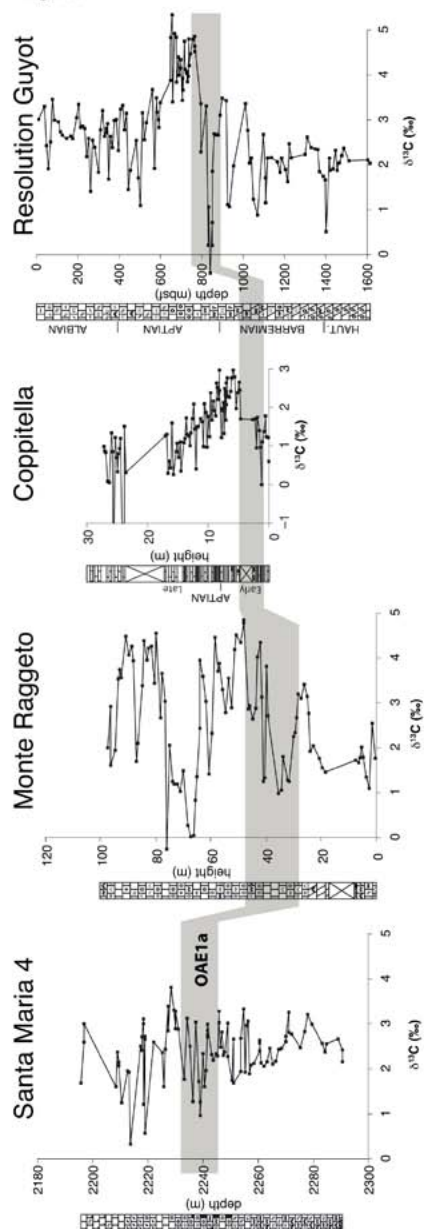 Santa Maria 4
2180
2200
2220
2240
2260
2280
2300
depth (m)
0
1
2
3
4
5
δ¹³C (‰)
OAE1a
Monte Raggeto
120
100
80
60
40
20
0
height (m)
0
1
2
3
4
5
δ¹³C (‰)
Coppitella
30
20
10
0
height (m)
Late
APTIAN
Early
−1
0
1
2
3
δ¹³C (‰)
Resolution Guyot
0
200
400
600
800
1000
1200
1400
1600
depth (mbsf)
ALBIAN
APTIAN
BARREMIAN
HAUT.
0
1
2
3
4
5
δ¹³C (‰)